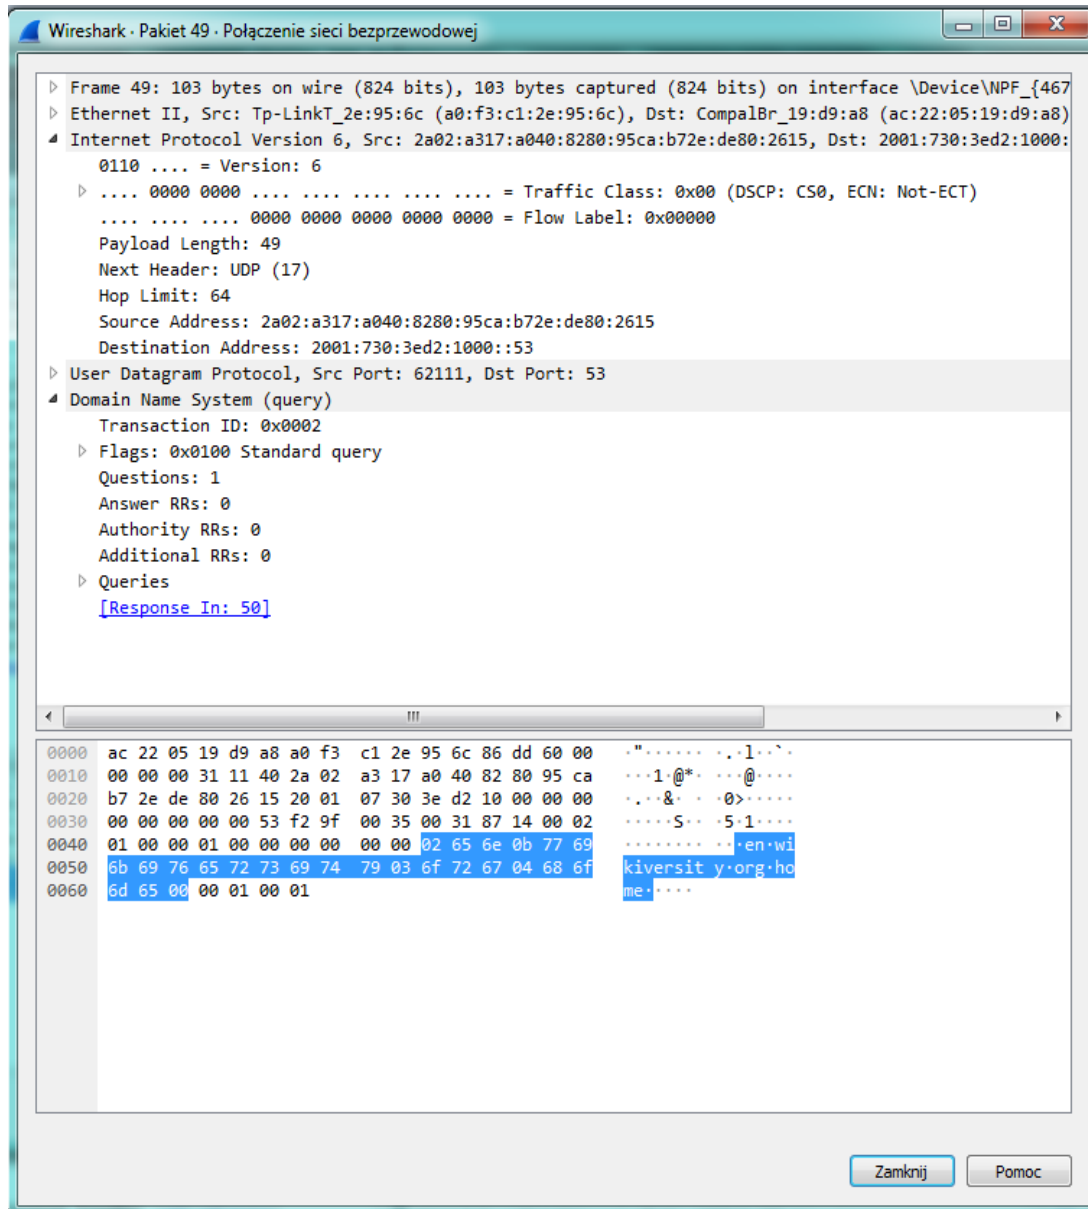 Wireshark · Pakiet 49 · Połączenie sieci bezprzewodowej
Frame 49: 103 bytes on wire (824 bits), 103 bytes captured (824 bits) on interface \Device\NPF_{467
Ethernet II, Src: Tp-LinkT_2e:95:6c (a0:f3:c1:2e:95:6c), Dst: CompalBr_19:d9:a8 (ac:22:05:19:d9:a8)
Internet Protocol Version 6, Src: 2a02:a317:a040:8280:95ca:b72e:de80:2615, Dst: 2001:730:3ed2:1000:
0110 .... = Version: 6
.... 0000 0000 .... .... .... .... .... = Traffic Class: 0x00 (DSCP: CS0, ECN: Not-ECT)
.... .... .... 0000 0000 0000 0000 0000 = Flow Label: 0x00000
Payload Length: 49
Next Header: UDP (17)
Hop Limit: 64
Source Address: 2a02:a317:a040:8280:95ca:b72e:de80:2615
Destination Address: 2001:730:3ed2:1000::53
User Datagram Protocol, Src Port: 62111, Dst Port: 53
Domain Name System (query)
Transaction ID: 0x0002
Flags: 0x0100 Standard query
Questions: 1
Answer RRs: 0
Authority RRs: 0
Additional RRs: 0
Queries
[Response In: 50]
0000 ac 22 05 19 d9 a8 a0 f3 c1 2e 95 6c 86 dd 60 00 ·"······ ·.·l··`·
0010 00 00 00 31 11 40 2a 02 a3 17 a0 40 82 80 95 ca ···1·@*· ···@····
0020 b7 2e de 80 26 15 20 01 07 30 3e d2 10 00 00 00 ·.··&· · ·0>·····
0030 00 00 00 00 00 53 f2 9f 00 35 00 31 87 14 00 02 ·····S·· ·5·1····
0040 01 00 00 01 00 00 00 00 00 00 02 65 6e 0b 77 69 ········ ···en·wi
0050 6b 69 76 65 72 73 69 74 79 03 6f 72 67 04 68 6f kiversit y·org·ho
0060 6d 65 00 00 01 00 01 me·····
Zamknij Pomoc